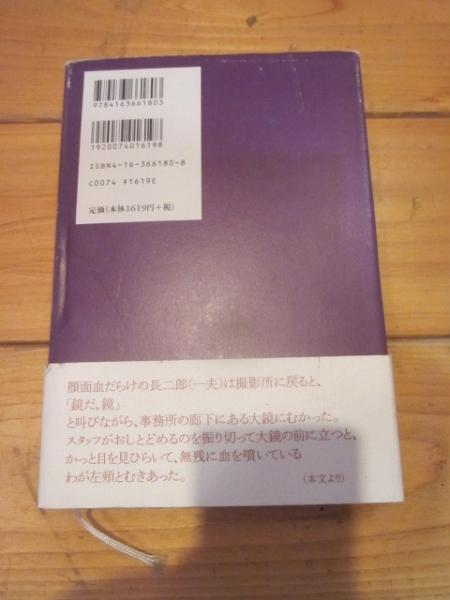 9784163661803
1920074016198
ISBN4-16-366180-8
C0074 ¥1619E
定価(本体1619円+税)
顔面血だらけの長二郎(一夫)は撮影所に戻ると、
「鏡だ、鏡」
と叫びながら、事務所の廊下にある大鏡にむかった。
スタッフがおしとどめるのを振り切って大鏡の前に立つと、
かっと目を見ひらいて、無残に血を噴いている
わが左頬とむきあった。
(本文より)